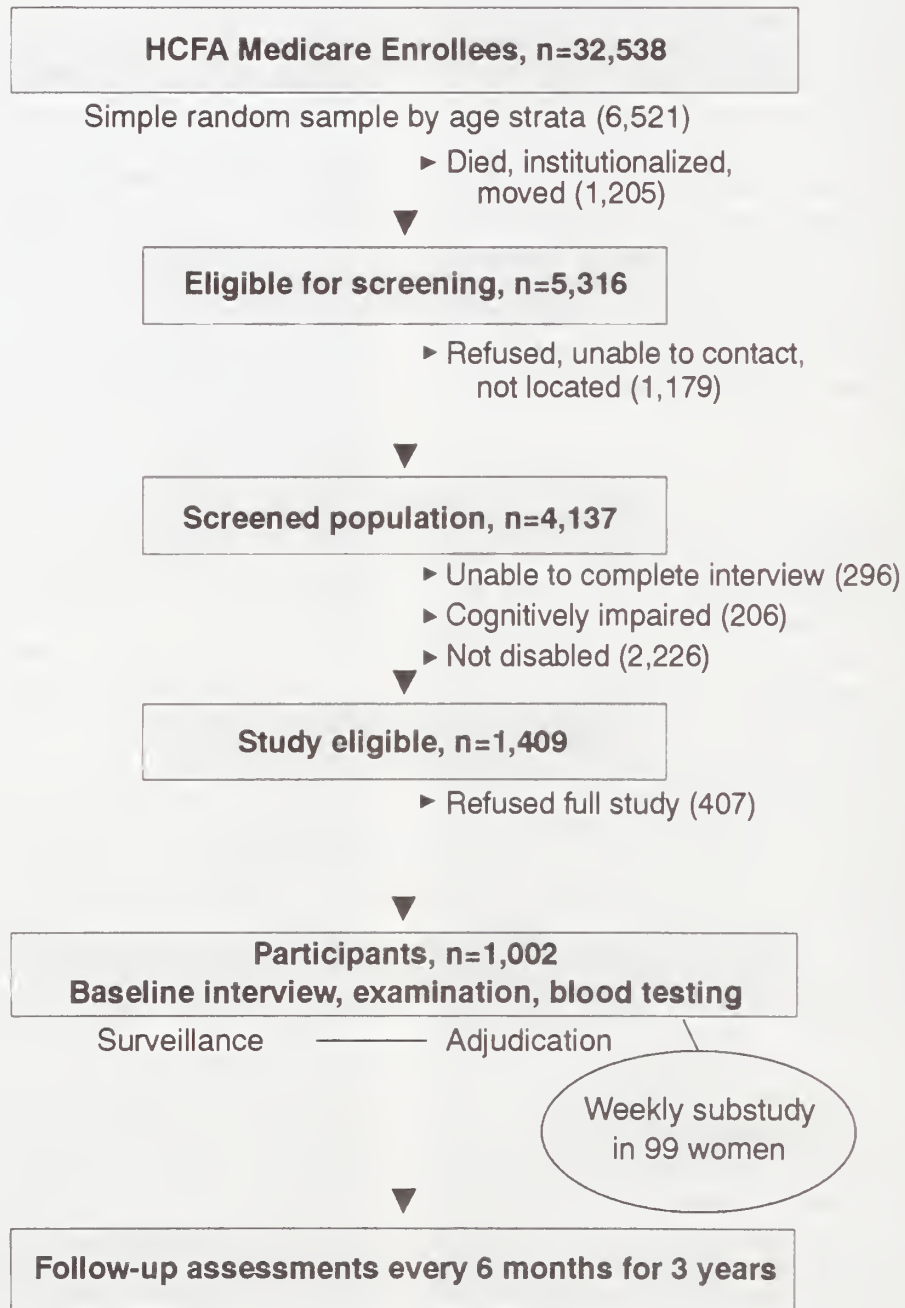 HCFA Medicare Enrollees, n=32,538
Simple random sample by age strata (6,521)
► Died, institutionalized,
moved (1,205)
Eligible for screening, n=5,316
► Refused, unable to contact,
not located (1,179)
Screened population, n=4,137
► Unable to complete interview (296)
► Cognitively impaired (206)
► Not disabled (2,226)
Study eligible, n=1,409
► Refused full study (407)
Participants, n=1,002
Baseline interview, examination, blood testing
Surveillance —— Adjudication
Weekly substudy
in 99 women
Follow-up assessments every 6 months for 3 years